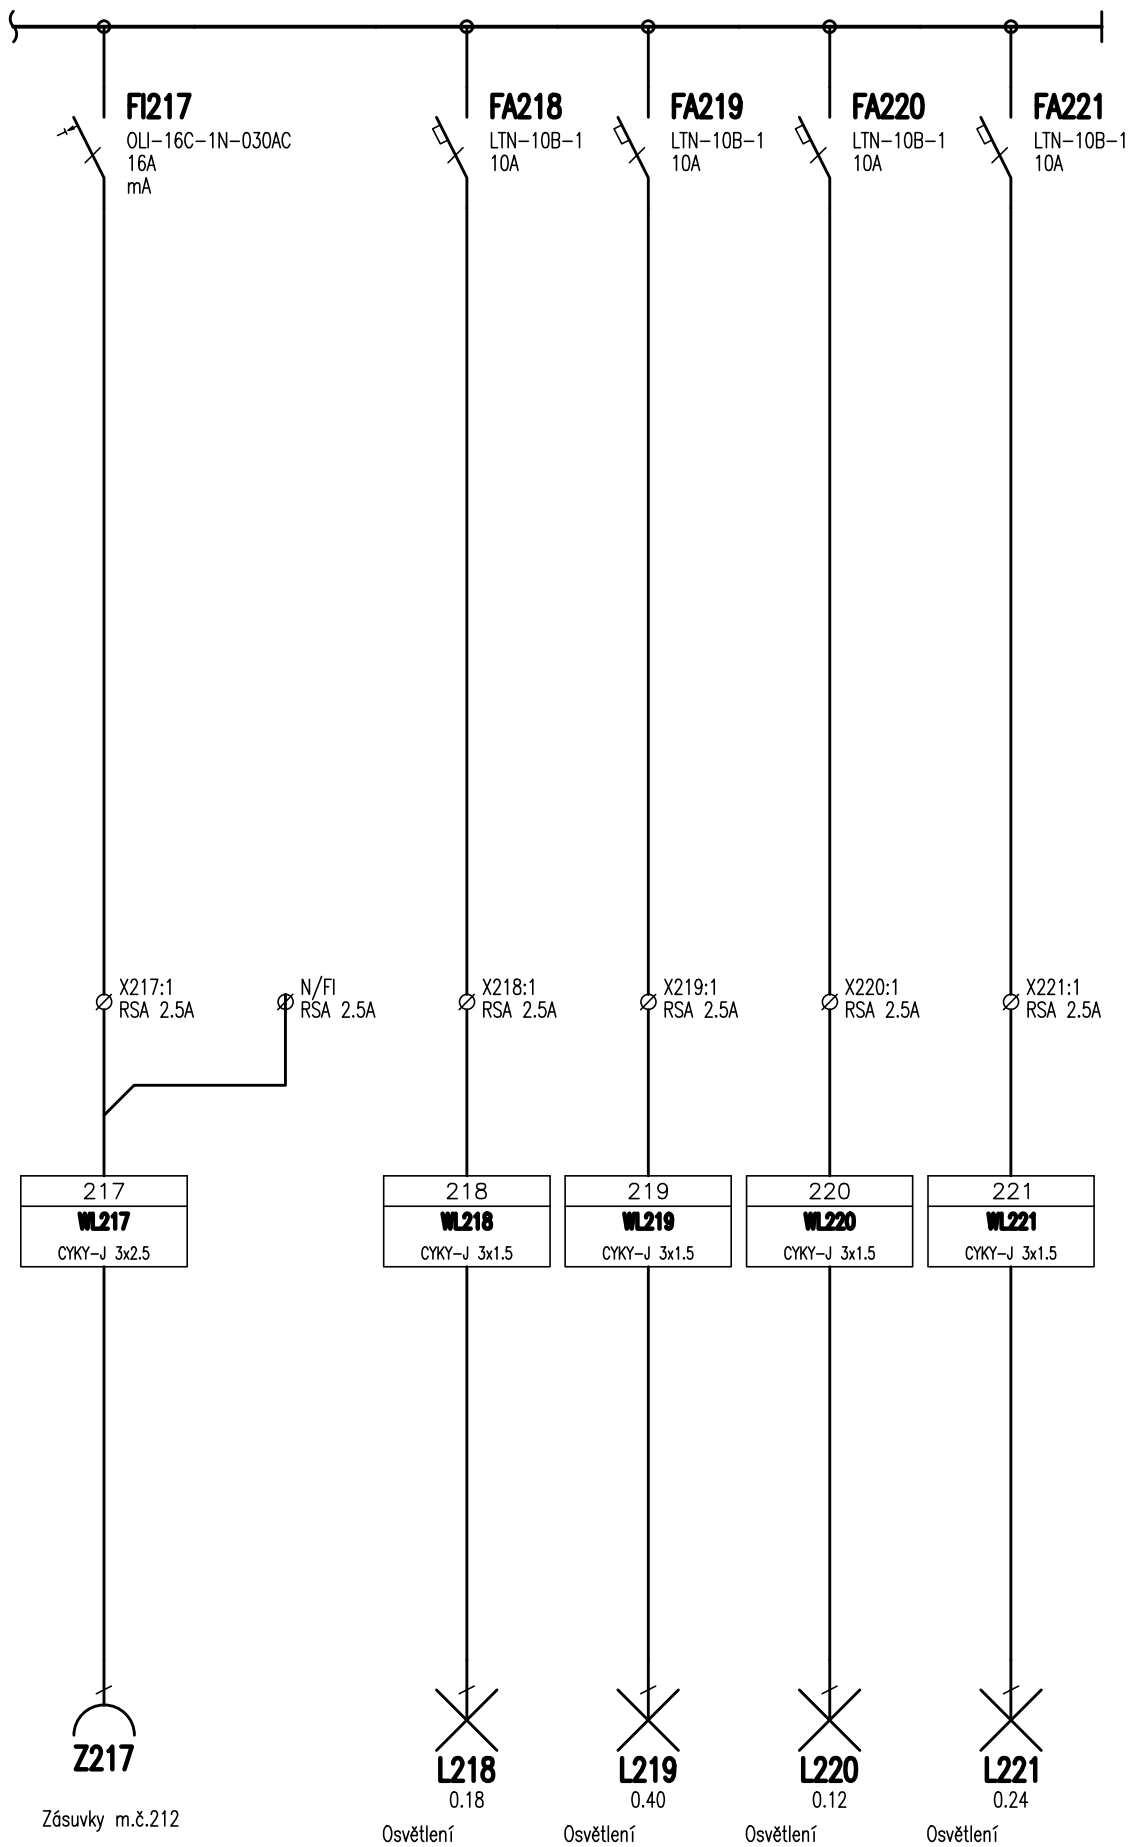 FI217
OLI-16C-1N-030AC
16A
mA
FA218
LTN-10B-1
10A
FA219
LTN-10B-1
10A
FA220
LTN-10B-1
10A
FA221
LTN-10B-1
10A
X217:1
RSA 2.5A
N/FI
RSA 2.5A
X218:1
RSA 2.5A
X219:1
RSA 2.5A
X220:1
RSA 2.5A
X221:1
RSA 2.5A
217
WL217
CYKY-J 3x2.5
218
WL218
CYKY-J 3x1.5
219
WL219
CYKY-J 3x1.5
220
WL220
CYKY-J 3x1.5
221
WL221
CYKY-J 3x1.5
Z217
Zásuvky m.č.212
L218
0.18
Osvětlení
L219
0.40
Osvětlení
L220
0.12
Osvětlení
L221
0.24
Osvětlení